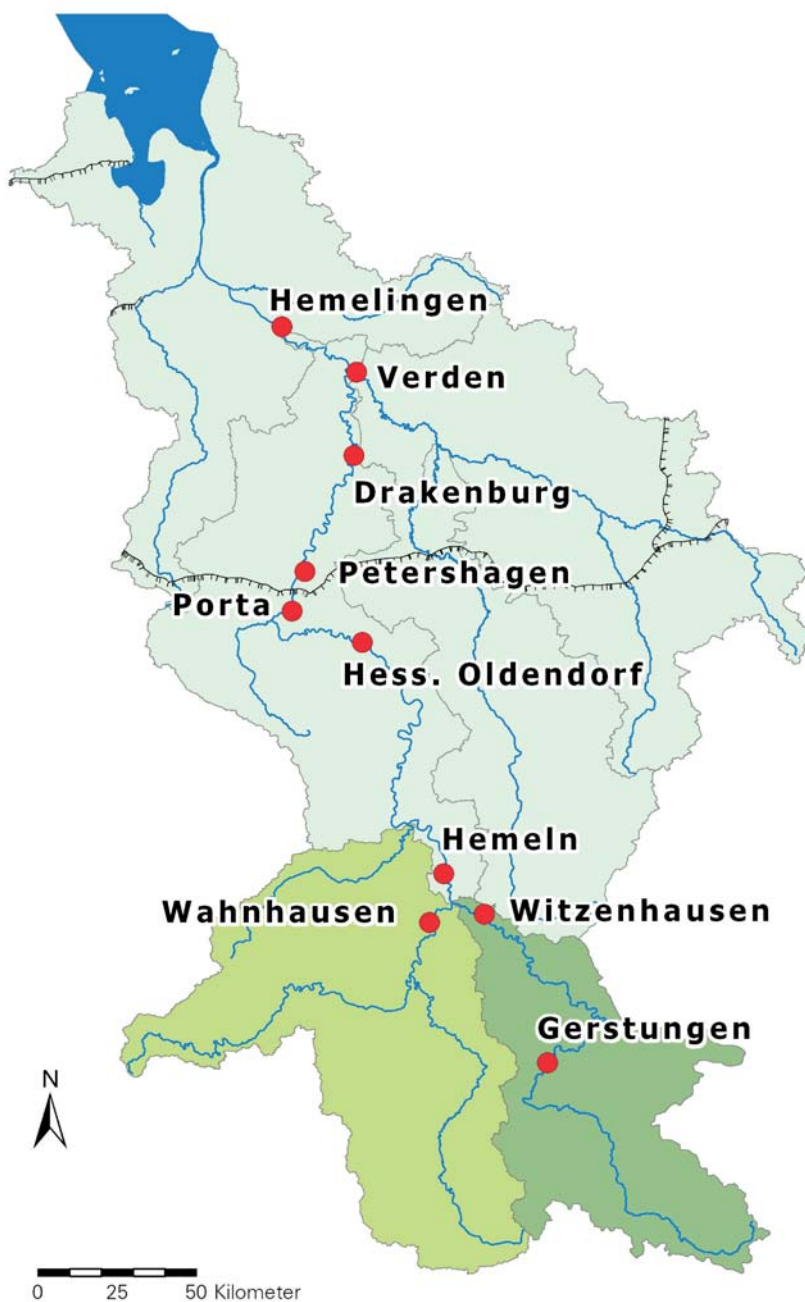 Hemelingen
Verden
Drakenburg
Petershagen
Porta
Hess. Oldendorf
Hemeln
Wahnhausen
Witzenhausen
Gerstungen
N
0 25 50 Kilometer